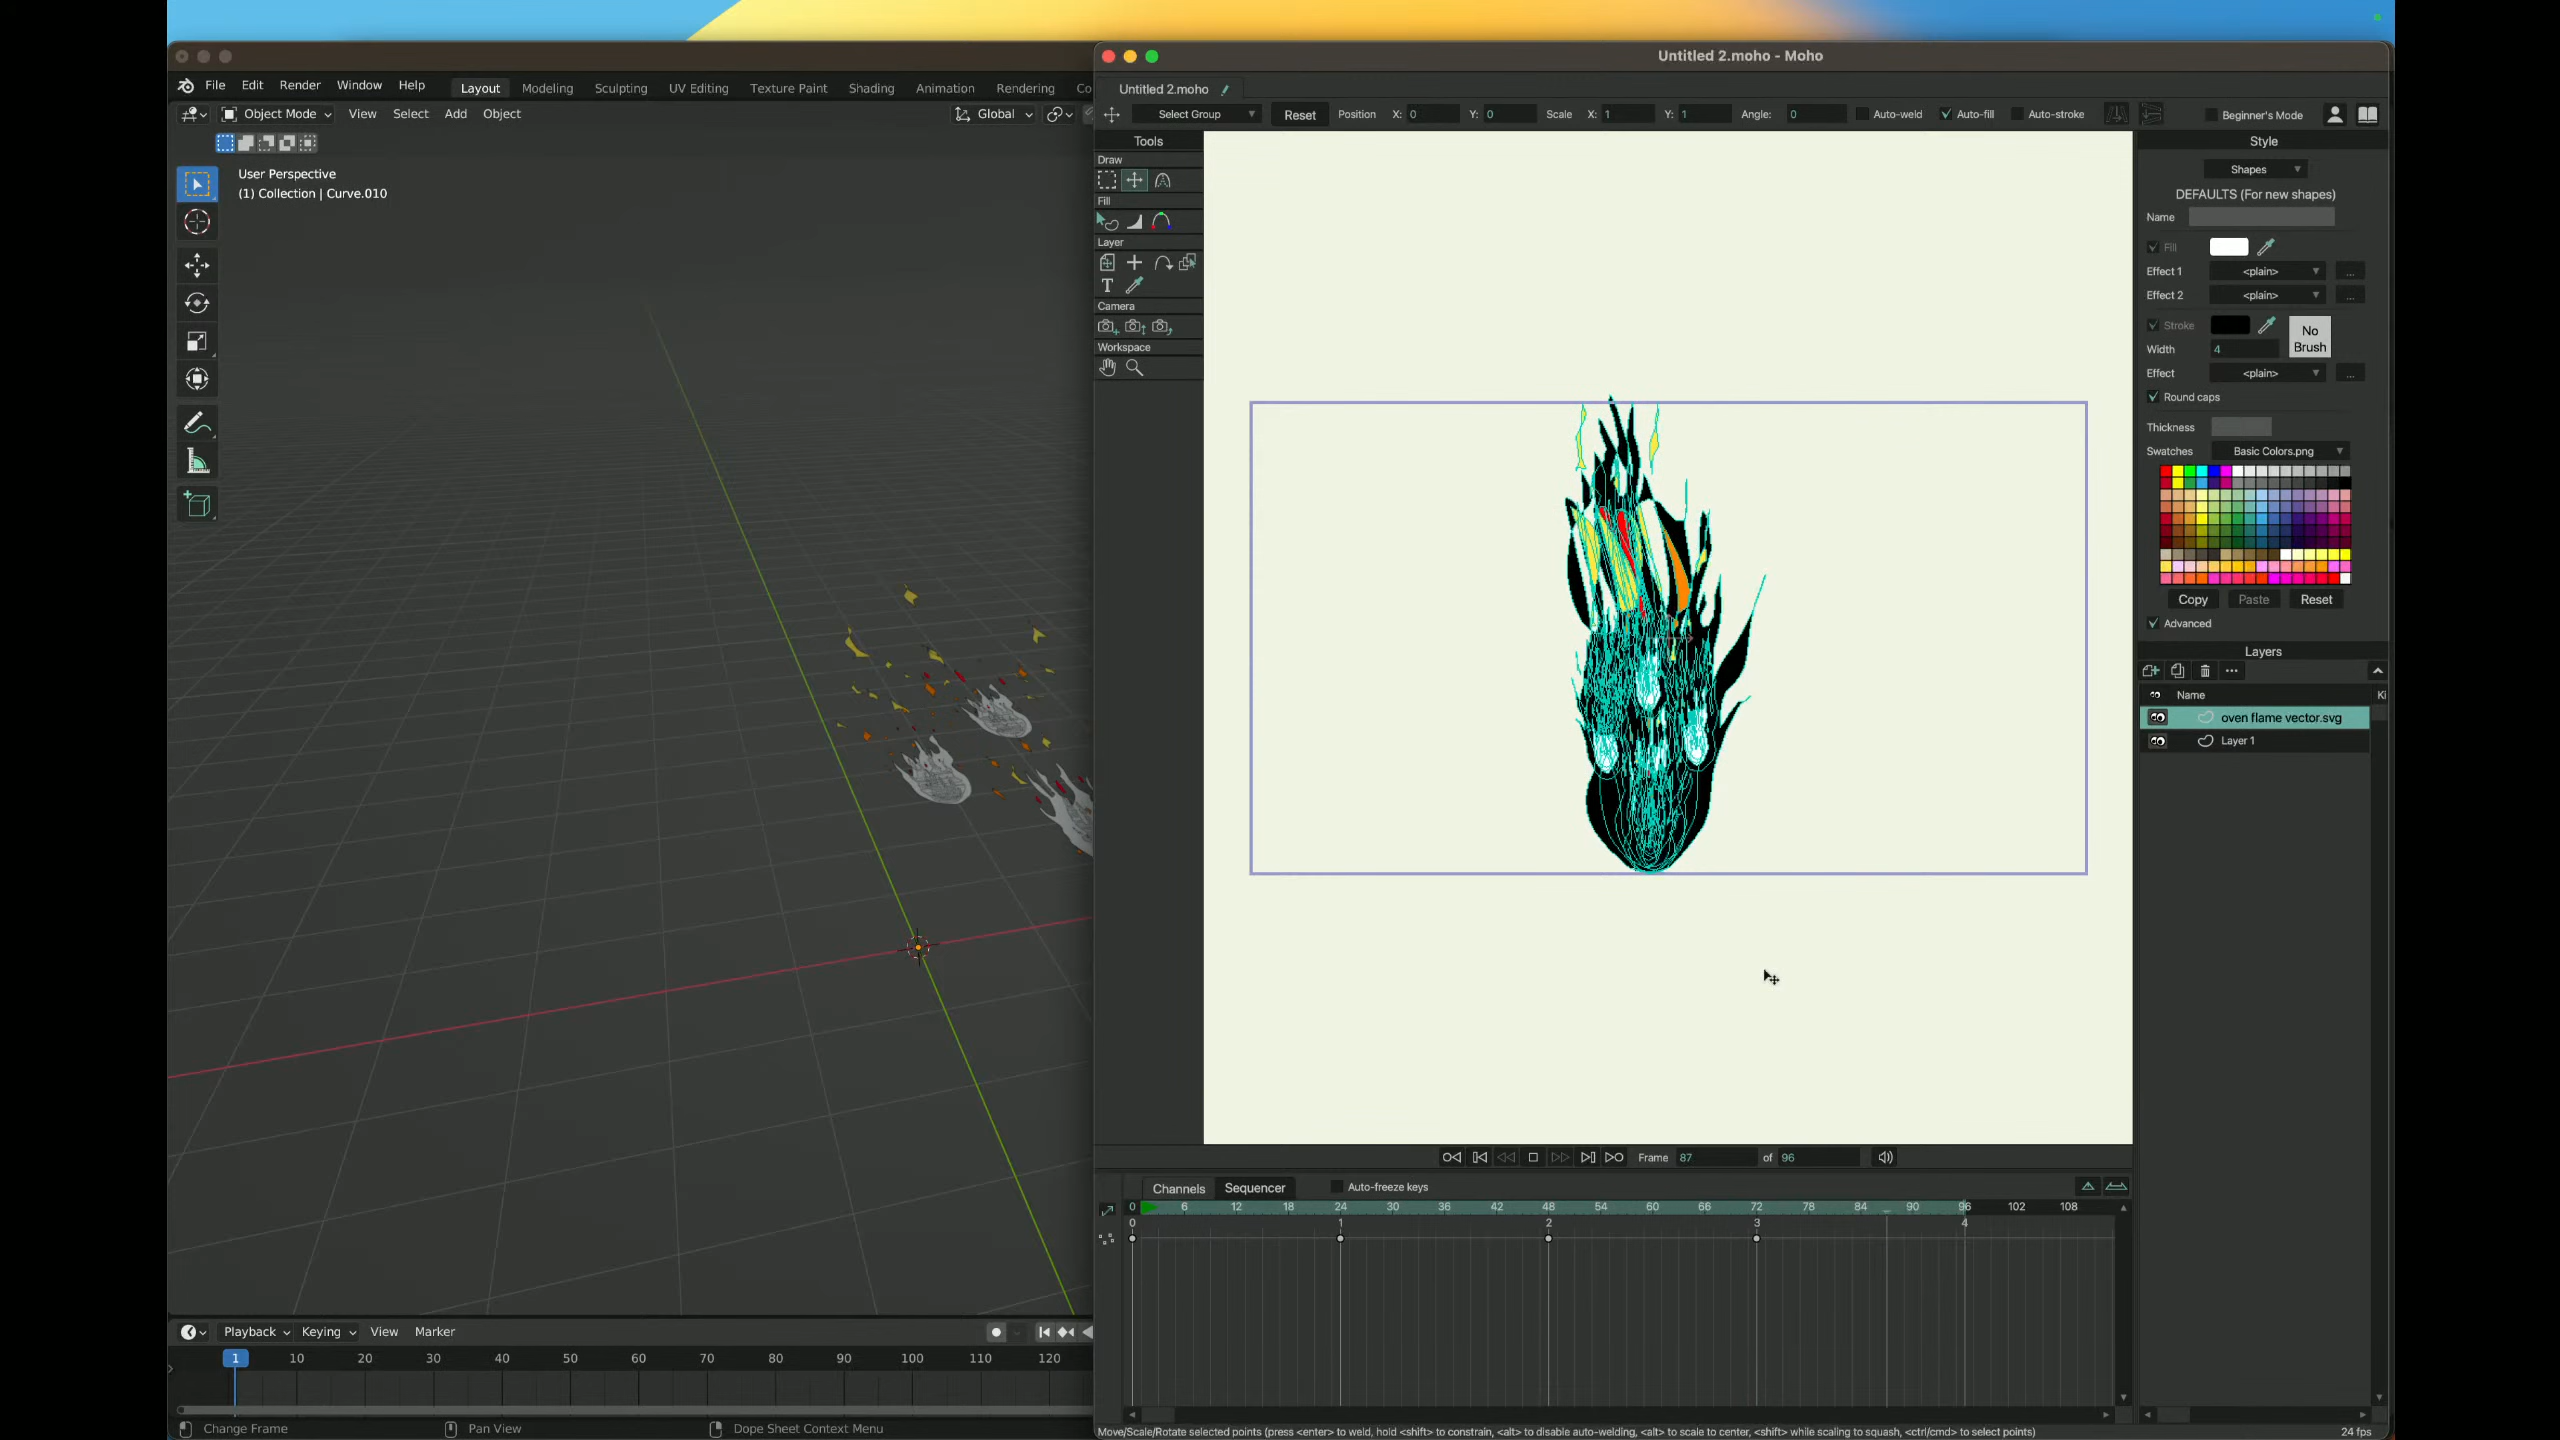 File Edit Render Window Help Layout Modeling Sculpting UV Editing Texture Paint Shading Animation Rendering Co
Object Mode View Select Add Object Global
User Perspective
(1) Collection | Curve.010
Playback Keying View Marker
1 10 20 30 40 50 60 70 80 90 100 110 120
Change Frame Pan View Dope Sheet Context Menu
Untitled 2.moho - Moho
Untitled 2.moho
Select Group Reset Position X: 0 Y: 0 Scale X: 1 Y: 1 Angle: 0 Auto-weld Auto-fill Auto-stroke Beginner's Mode
Tools
Draw
Fill
Layer
T
Camera
Workspace
Frame 87 of 96
Channels Sequencer Auto-freeze keys
0 6 12 18 24 30 36 42 48 54 60 66 72 78 84 90 96 102 108
0 1 2 3 4
Move/Scale/Rotate selected points (press <enter> to weld, hold <shift> to constrain, <alt> to disable auto-welding, <alt> to scale to center, <shift> while scaling to squash, <ctrl/cmd> to select points)
24 fps
Style
Shapes
DEFAULTS (For new shapes)
Name
Fill
Effect 1 <plain> ...
Effect 2 <plain> ...
Stroke
No
Brush
Width 4
Effect <plain> ...
Round caps
Thickness
Swatches Basic Colors.png
Copy Paste Reset
Advanced
Layers
Name Ki
oven flame vector.svg
Layer 1